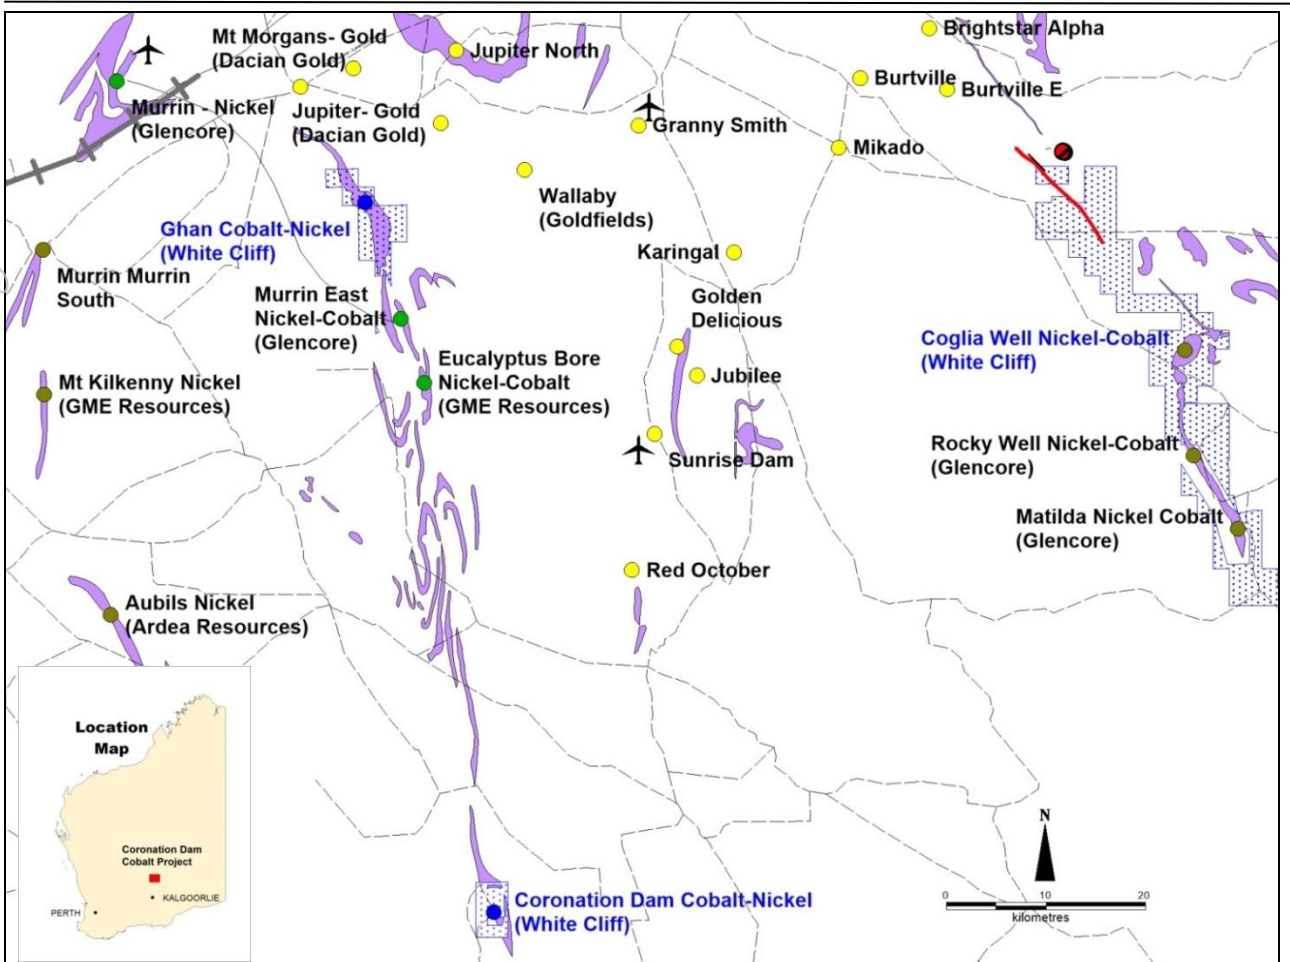 Mt Morgans- Gold
(Dacian Gold)
Jupiter North
Brightstar Alpha
Burtville
Burtville E
Murrin - Nickel
(Glencore)
Jupiter- Gold
(Dacian Gold)
Granny Smith
Mikado
Wallaby
(Goldfields)
Ghan Cobalt-Nickel
(White Cliff)
Karingal
Murrin Murrin
South
Murrin East
Nickel-Cobalt
(Glencore)
Golden
Delicious
Coglia Well Nickel-Cobalt
(White Cliff)
Eucalyptus Bore
Nickel-Cobalt
(GME Resources)
Jubilee
Mt Kilkenny Nickel
(GME Resources)
Sunrise Dam
Rocky Well Nickel-Cobalt
(Glencore)
Matilda Nickel Cobalt
(Glencore)
Red October
Aubils Nickel
(Ardea Resources)
Location
Map
Coronation Dam
Cobalt Project
KALGOORLIE
PERTH
Coronation Dam Cobalt-Nickel
(White Cliff)
N
0 10 20
kilometres